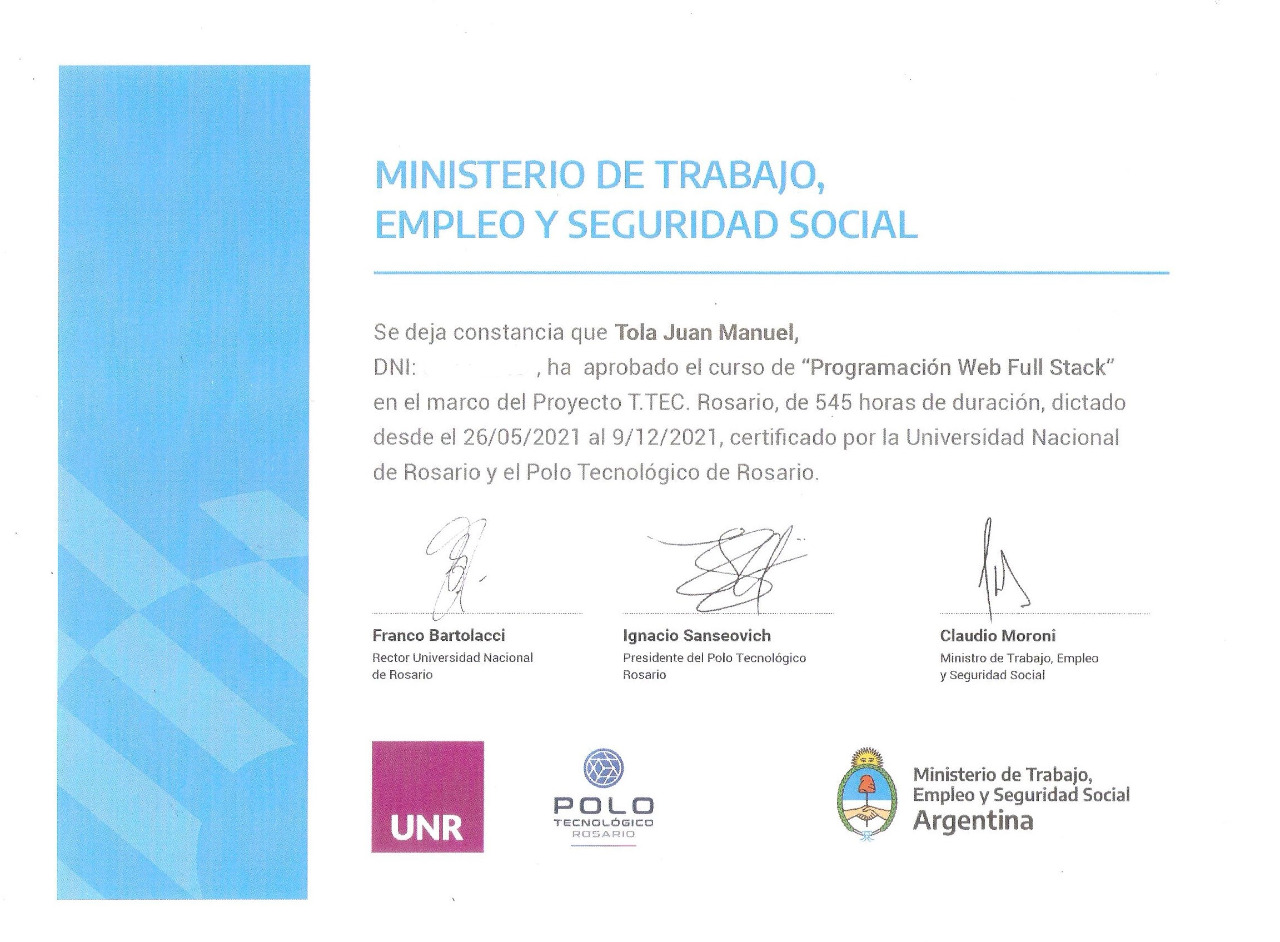 MINISTERIO DE TRABAJO,
EMPLEO Y SEGURIDAD SOCIAL
Se deja constancia que Tola Juan Manuel,
DNI: , ha aprobado el curso de “Programación Web Full Stack”
en el marco del Proyecto T.TEC. Rosario, de 545 horas de duración, dictado
desde el 26/05/2021 al 9/12/2021, certificado por la Universidad Nacional
de Rosario y el Polo Tecnológico de Rosario.
Franco Bartolacci
Rector Universidad Nacional
de Rosario
Ignacio Sanseovich
Presidente del Polo Tecnológico
Rosario
Claudio Moroni
Ministro de Trabajo, Empleo
y Seguridad Social
UNR
POLO
TECNOLÓGICO
ROSARIO
Ministerio de Trabajo,
Empleo y Seguridad Social
Argentina